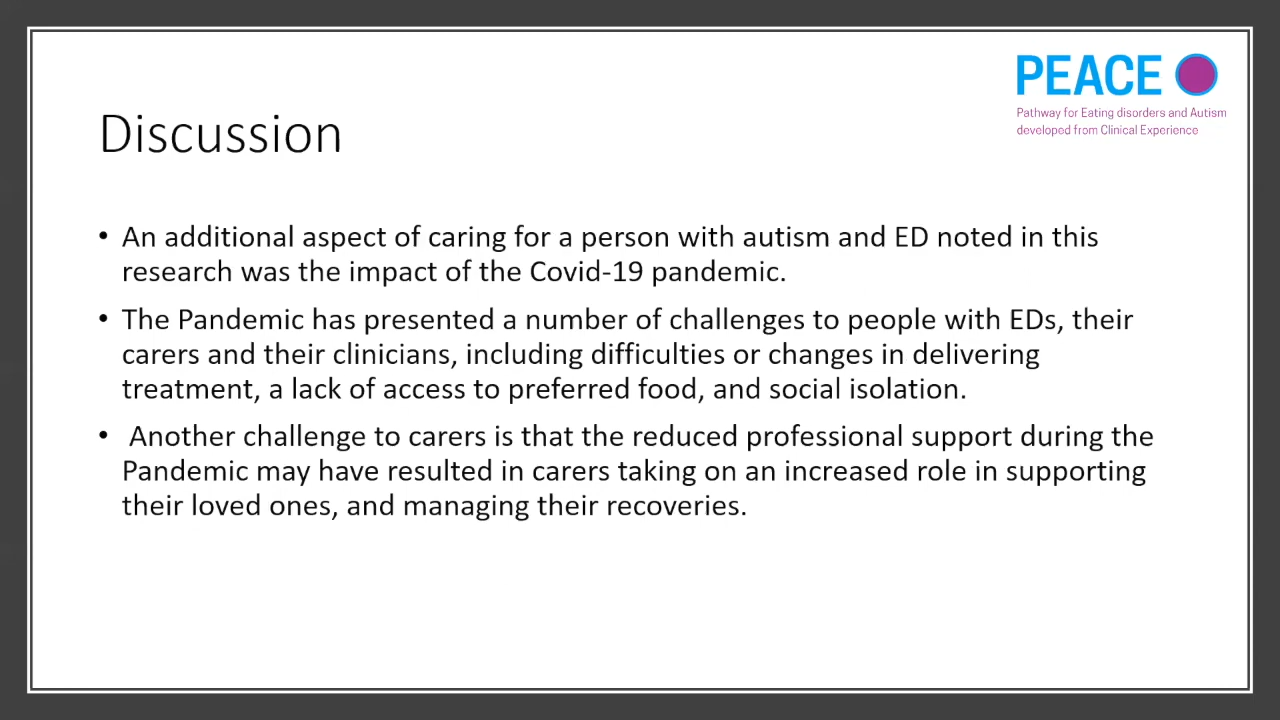 PEACE
Pathway for Eating disorders and Autism
developed from Clinical Experience
Discussion
• An additional aspect of caring for a person with autism and ED noted in this
research was the impact of the Covid-19 pandemic.
• The Pandemic has presented a number of challenges to people with EDs, their
carers and their clinicians, including difficulties or changes in delivering
treatment, a lack of access to preferred food, and social isolation.
• Another challenge to carers is that the reduced professional support during the
Pandemic may have resulted in carers taking on an increased role in supporting
their loved ones, and managing their recoveries.